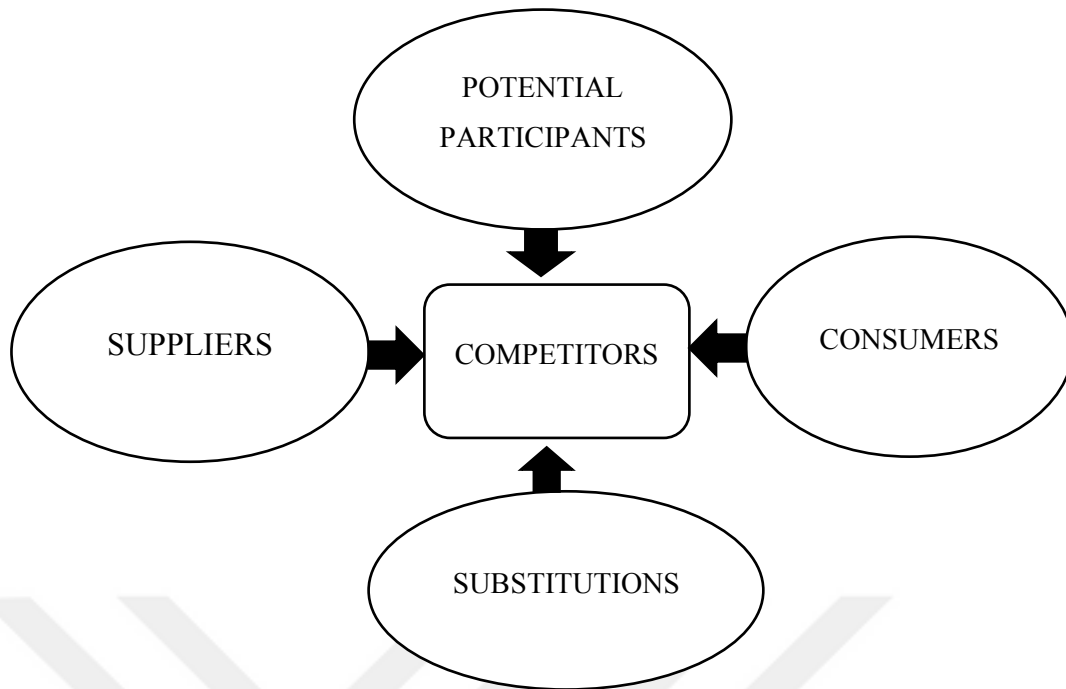 POTENTIAL
PARTICIPANTS
SUPPLIERS
COMPETITORS
CONSUMERS
SUBSTITUTIONS